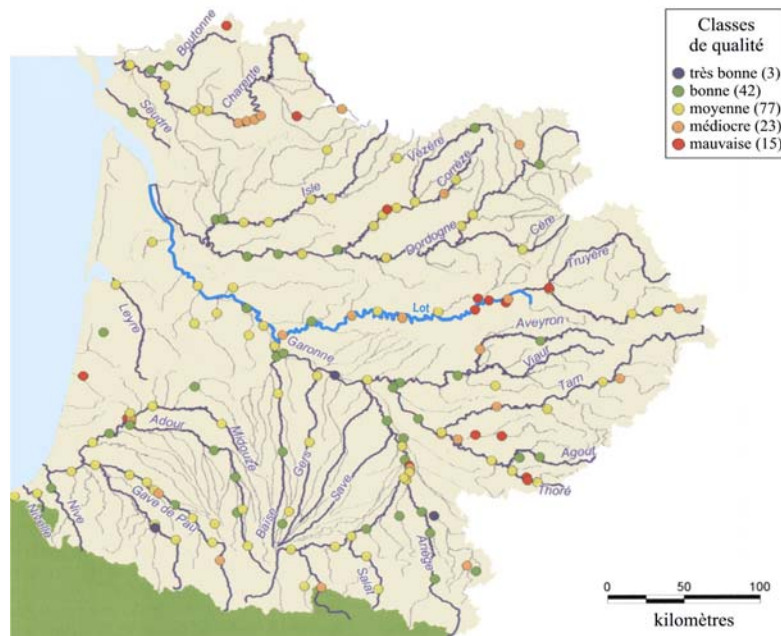 Classes
de qualité
très bonne (3)
bonne (42)
moyenne (77)
médiocre (23)
mauvaise (15)
Boutonne
Charente
Seudre
Vézère
Corrèze
Isle
Dordogne
Cère
Truyère
Lot
Leyre
Garonne
Aveyron
Viaur
Tarn
Adour
Midouze
Gers
Save
Baïse
Agout
Thoré
Gave de Pau
Nive
Nivelle
Salat
Ariège
0 50 100
kilomètres